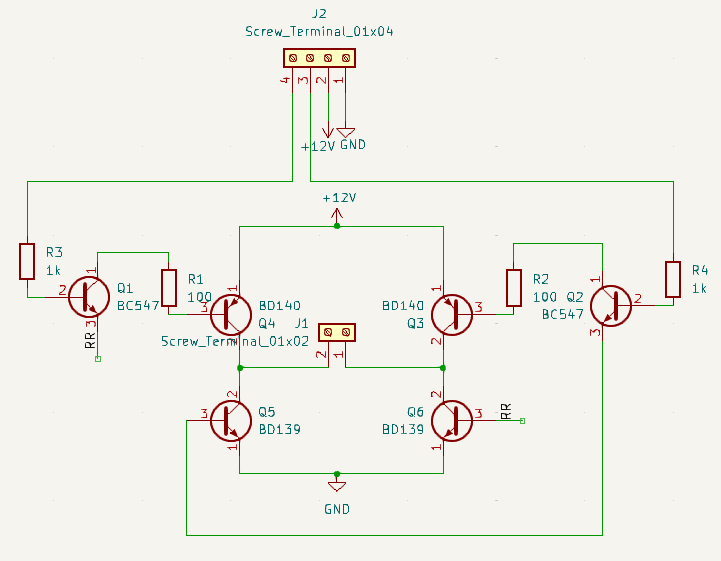 J2
Screw_Terminal_01x04
4
3
2
1
+12V
GND
+12V
R3
1k
2
1
Q1
BC547
3
RR
R1
100
3
1
BD140
Q4
2
J1
Screw_Terminal_01x02
2
1
BD140
Q3
1
3
2
R2
100
Q2
BC547
1
2
3
R4
1k
3
2
Q5
BD139
1
Q6
BD139
2
3
1
RR
GND